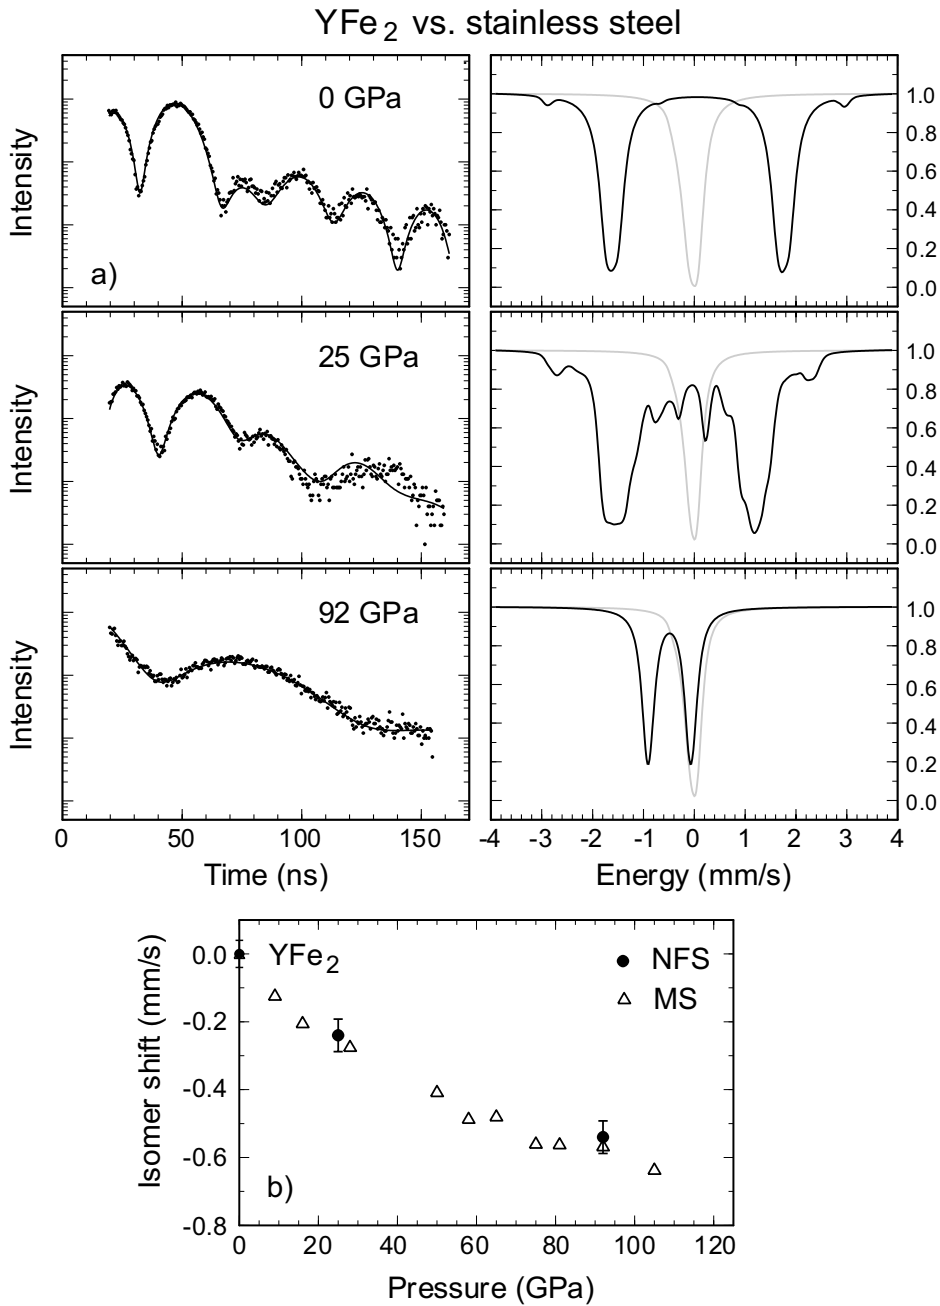 YFe2 vs. stainless steel
Intensity
0 GPa
a)
1.0
0.8
0.6
0.4
0.2
0.0
Intensity
25 GPa
1.0
0.8
0.6
0.4
0.2
0.0
Intensity
92 GPa
1.0
0.8
0.6
0.4
0.2
0.0
0 50 100 150
Time (ns)
-4 -3 -2 -1 0 1 2 3 4
Energy (mm/s)
Isomer shift (mm/s)
0.0
-0.2
-0.4
-0.6
-0.8
YFe2
NFS
MS
b)
0 20 40 60 80 100 120
Pressure (GPa)